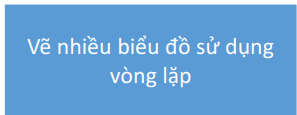 Vẽ nhiều biểu đồ sử dụng
vòng lặp